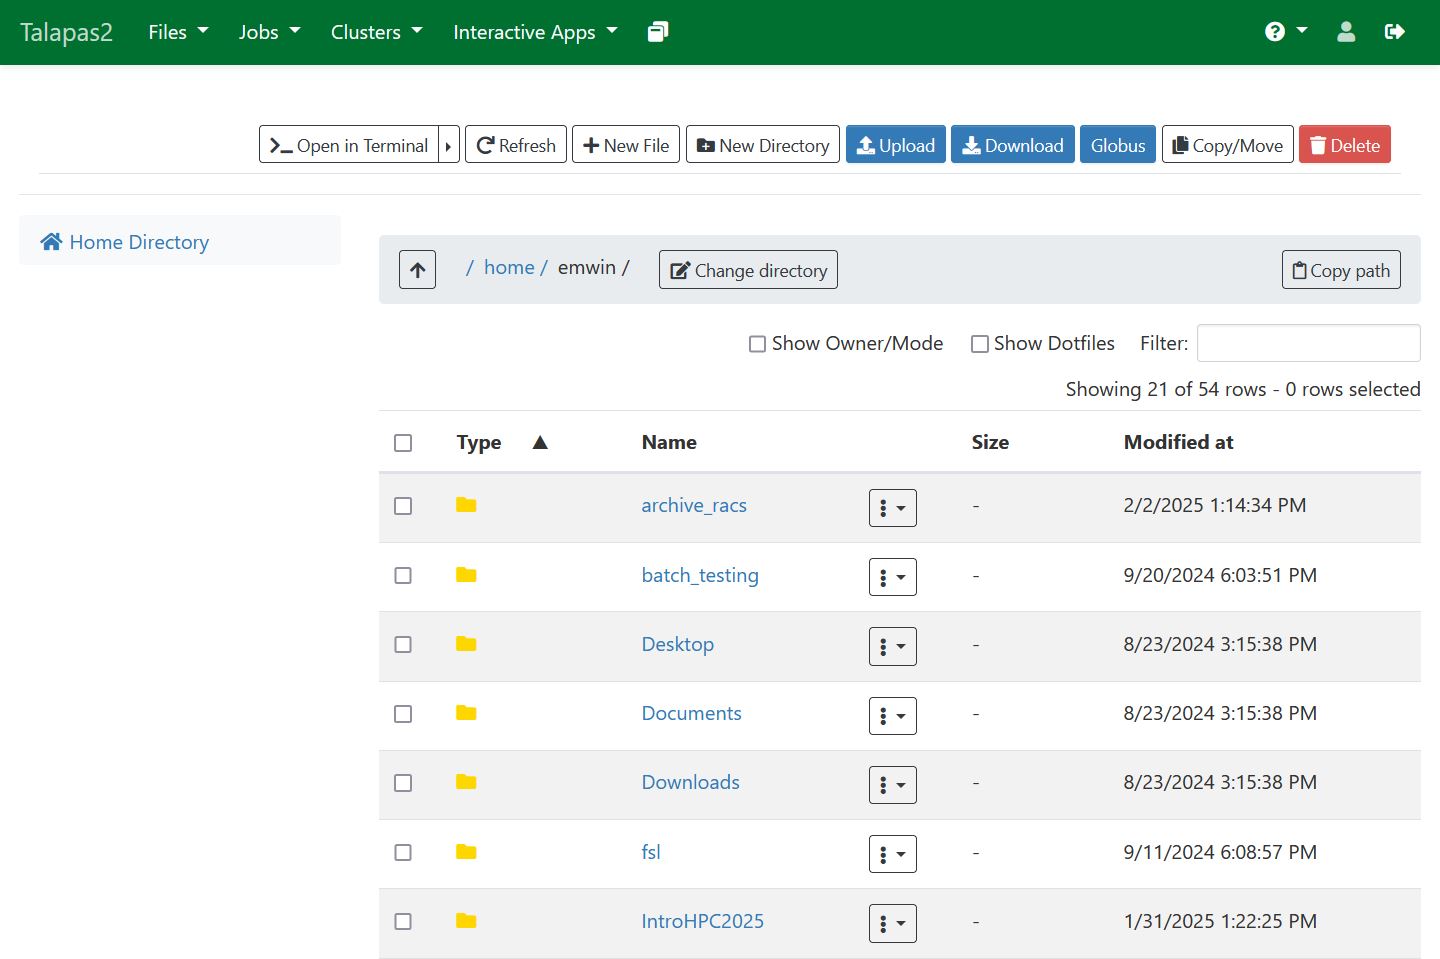 Talapas2 Files Jobs Clusters Interactive Apps
Open in Terminal Refresh New File New Directory Upload Download Globus Copy/Move Delete
Home Directory
/ home / emwin / Change directory Copy path
Show Owner/Mode Show Dotfiles Filter:
Showing 21 of 54 rows - 0 rows selected
Type Name Size Modified at
archive_racs - 2/2/2025 1:14:34 PM
batch_testing - 9/20/2024 6:03:51 PM
Desktop - 8/23/2024 3:15:38 PM
Documents - 8/23/2024 3:15:38 PM
Downloads - 8/23/2024 3:15:38 PM
fsl - 9/11/2024 6:08:57 PM
IntroHPC2025 - 1/31/2025 1:22:25 PM